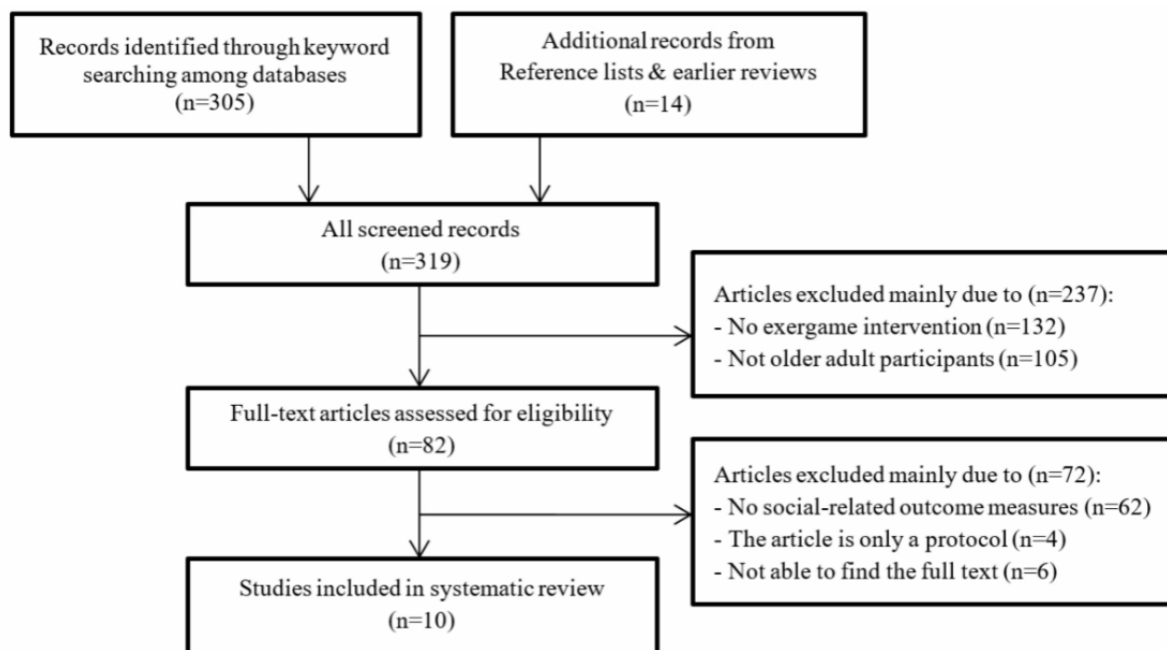 Records identified through keyword
searching among databases
(n=305)
Additional records from
Reference lists & earlier reviews
(n=14)
All screened records
(n=319)
Articles excluded mainly due to (n=237):
- No exergame intervention (n=132)
- Not older adult participants (n=105)
Full-text articles assessed for eligibility
(n=82)
Articles excluded mainly due to (n=72):
- No social-related outcome measures (n=62)
- The article is only a protocol (n=4)
- Not able to find the full text (n=6)
Studies included in systematic review
(n=10)